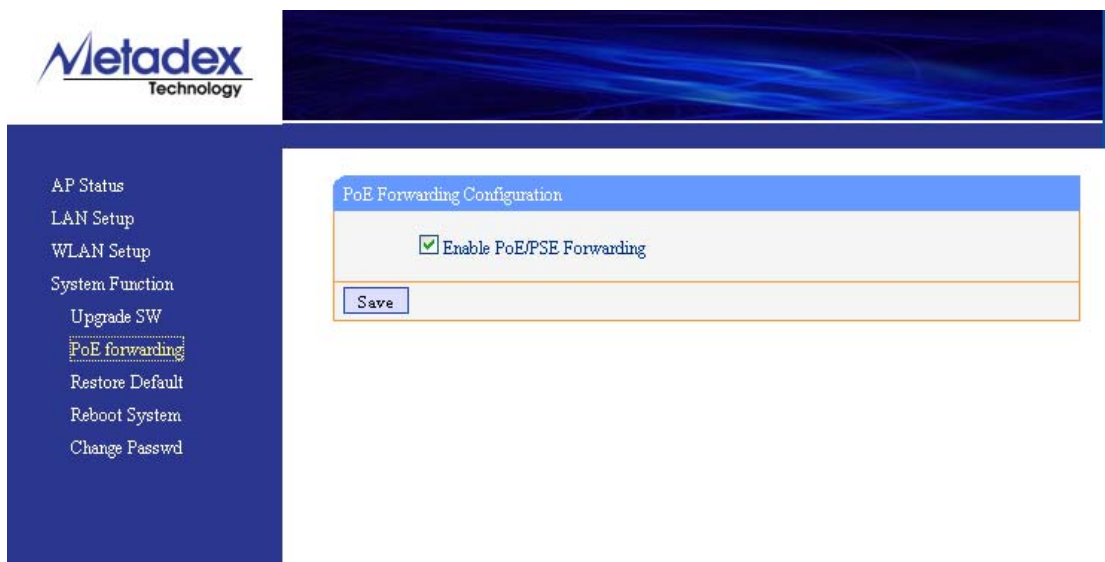 Metadex
Technology
AP Status
LAN Setup
WLAN Setup
System Function
Upgrade SW
PoE forwarding
Restore Default
Reboot System
Change Passwd
PoE Forwarding Configuration
Enable PoE/PSE Forwarding
Save